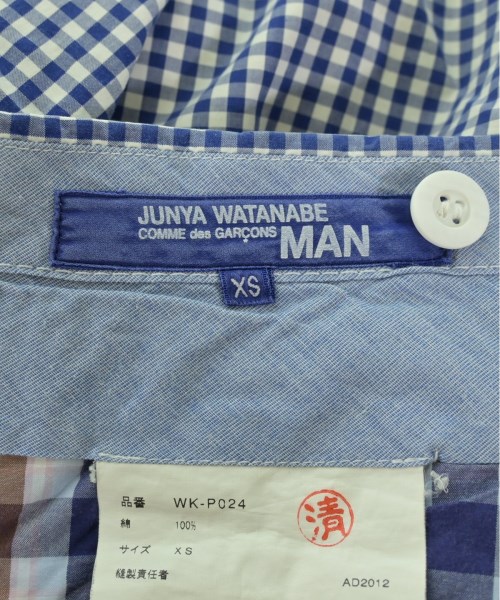 JUNYA WATANABE
COMME des GARÇONS MAN
XS
品番 WK-P024
綿 100%
サイズ XS
縫製責任者
清
AD2012